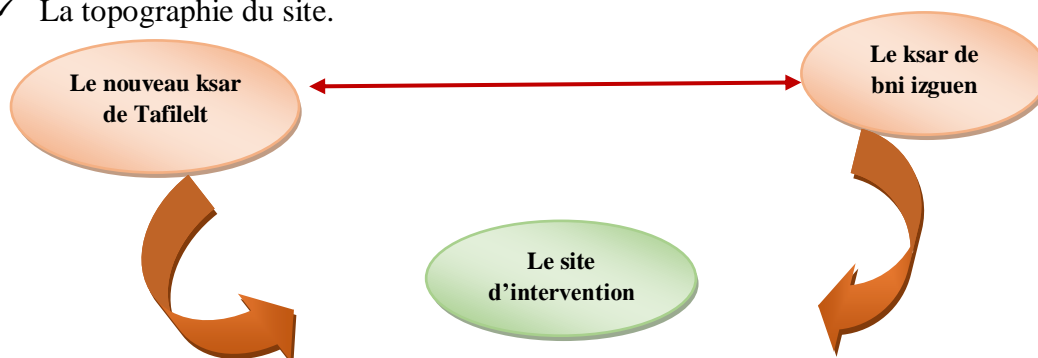 ✓ La topographie du site.
Le nouveau ksar
de Tafilelt
Le ksar de
bni izguen
Le site
d’intervention